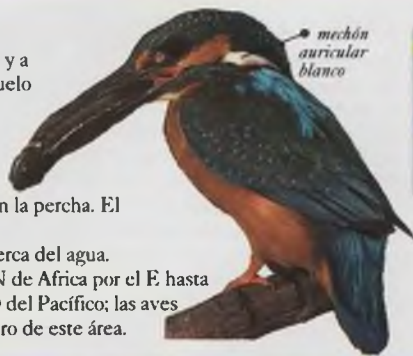 y a
uelo
mechón
auricular
blanco
n la percha. El
erca del agua.
N de Africa por el E hasta
del Pacífico; las aves
ro de este área.